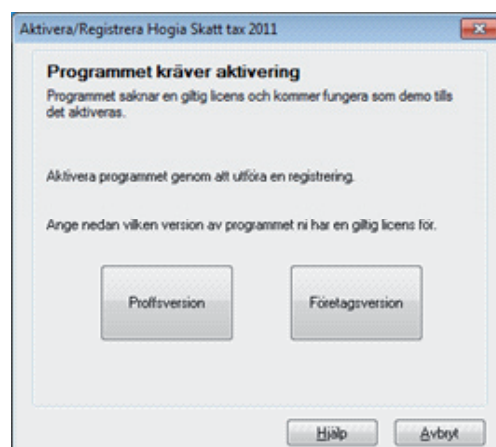 Aktivera/Registrera Hogia Skatt tax 2011
Programmet kräver aktivering
Programmet saknar en giltig licens och kommer fungera som demo tills
det aktiveras.
Aktivera programmet genom att utföra en registrering.
Ange nedan vilken version av programmet ni har en giltig licens för.
Proffsversion
Företagsversion
Hjälp
Avbryt